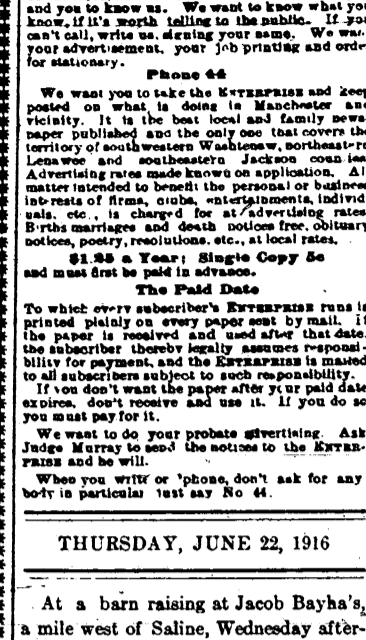 and you to know us. We want to know what you
know, if it's worth telling to the public. If you
can't call, write us, signing your name. We want
your advertisement, your job printing and order
for stationary.
Phone 44
We want you to take the ENTERPRISE and keep
posted on what is doing in Manchester and
vicinity. It is the best local and family news
paper published and the only one that covers the
territory of southwestern Washtenaw, northeastern
Lenawee and southeastern Jackson counties
Advertising rates made known on application. Al
matter intended to benefit the personal or business
interests of firms, clubs, entertainments, individ
uals, etc., is charged for at advertising rates
Births marriages and death notices free, obituary
notices, poetry, resolutions, etc., at local rates.
$1.25 a Year; Single Copy 5c
and must first be paid in advance.
The Paid Date
To which every subscriber's ENTERPRISE runs is
printed plainly on every paper sent by mail. if
the paper is received and used after that date,
the subscriber thereby legally assumes responsi-
bility for payment, and the ENTERPRISE is mailed
to all subscribers subject to such responsibility.
If you don't want the paper after your paid date
expires, don't receive and use it. If you do so
you must pay for it.
We want to do your probate advertising. Ask
Judge Murray to send the notices to the ENTER-
PRISE and he will.
When you write or 'phone, don't ask for any
body in particular just say No 44.
THURSDAY, JUNE 22, 1916
At a barn raising at Jacob Bayha's,
a mile west of Saline, Wednesday after-